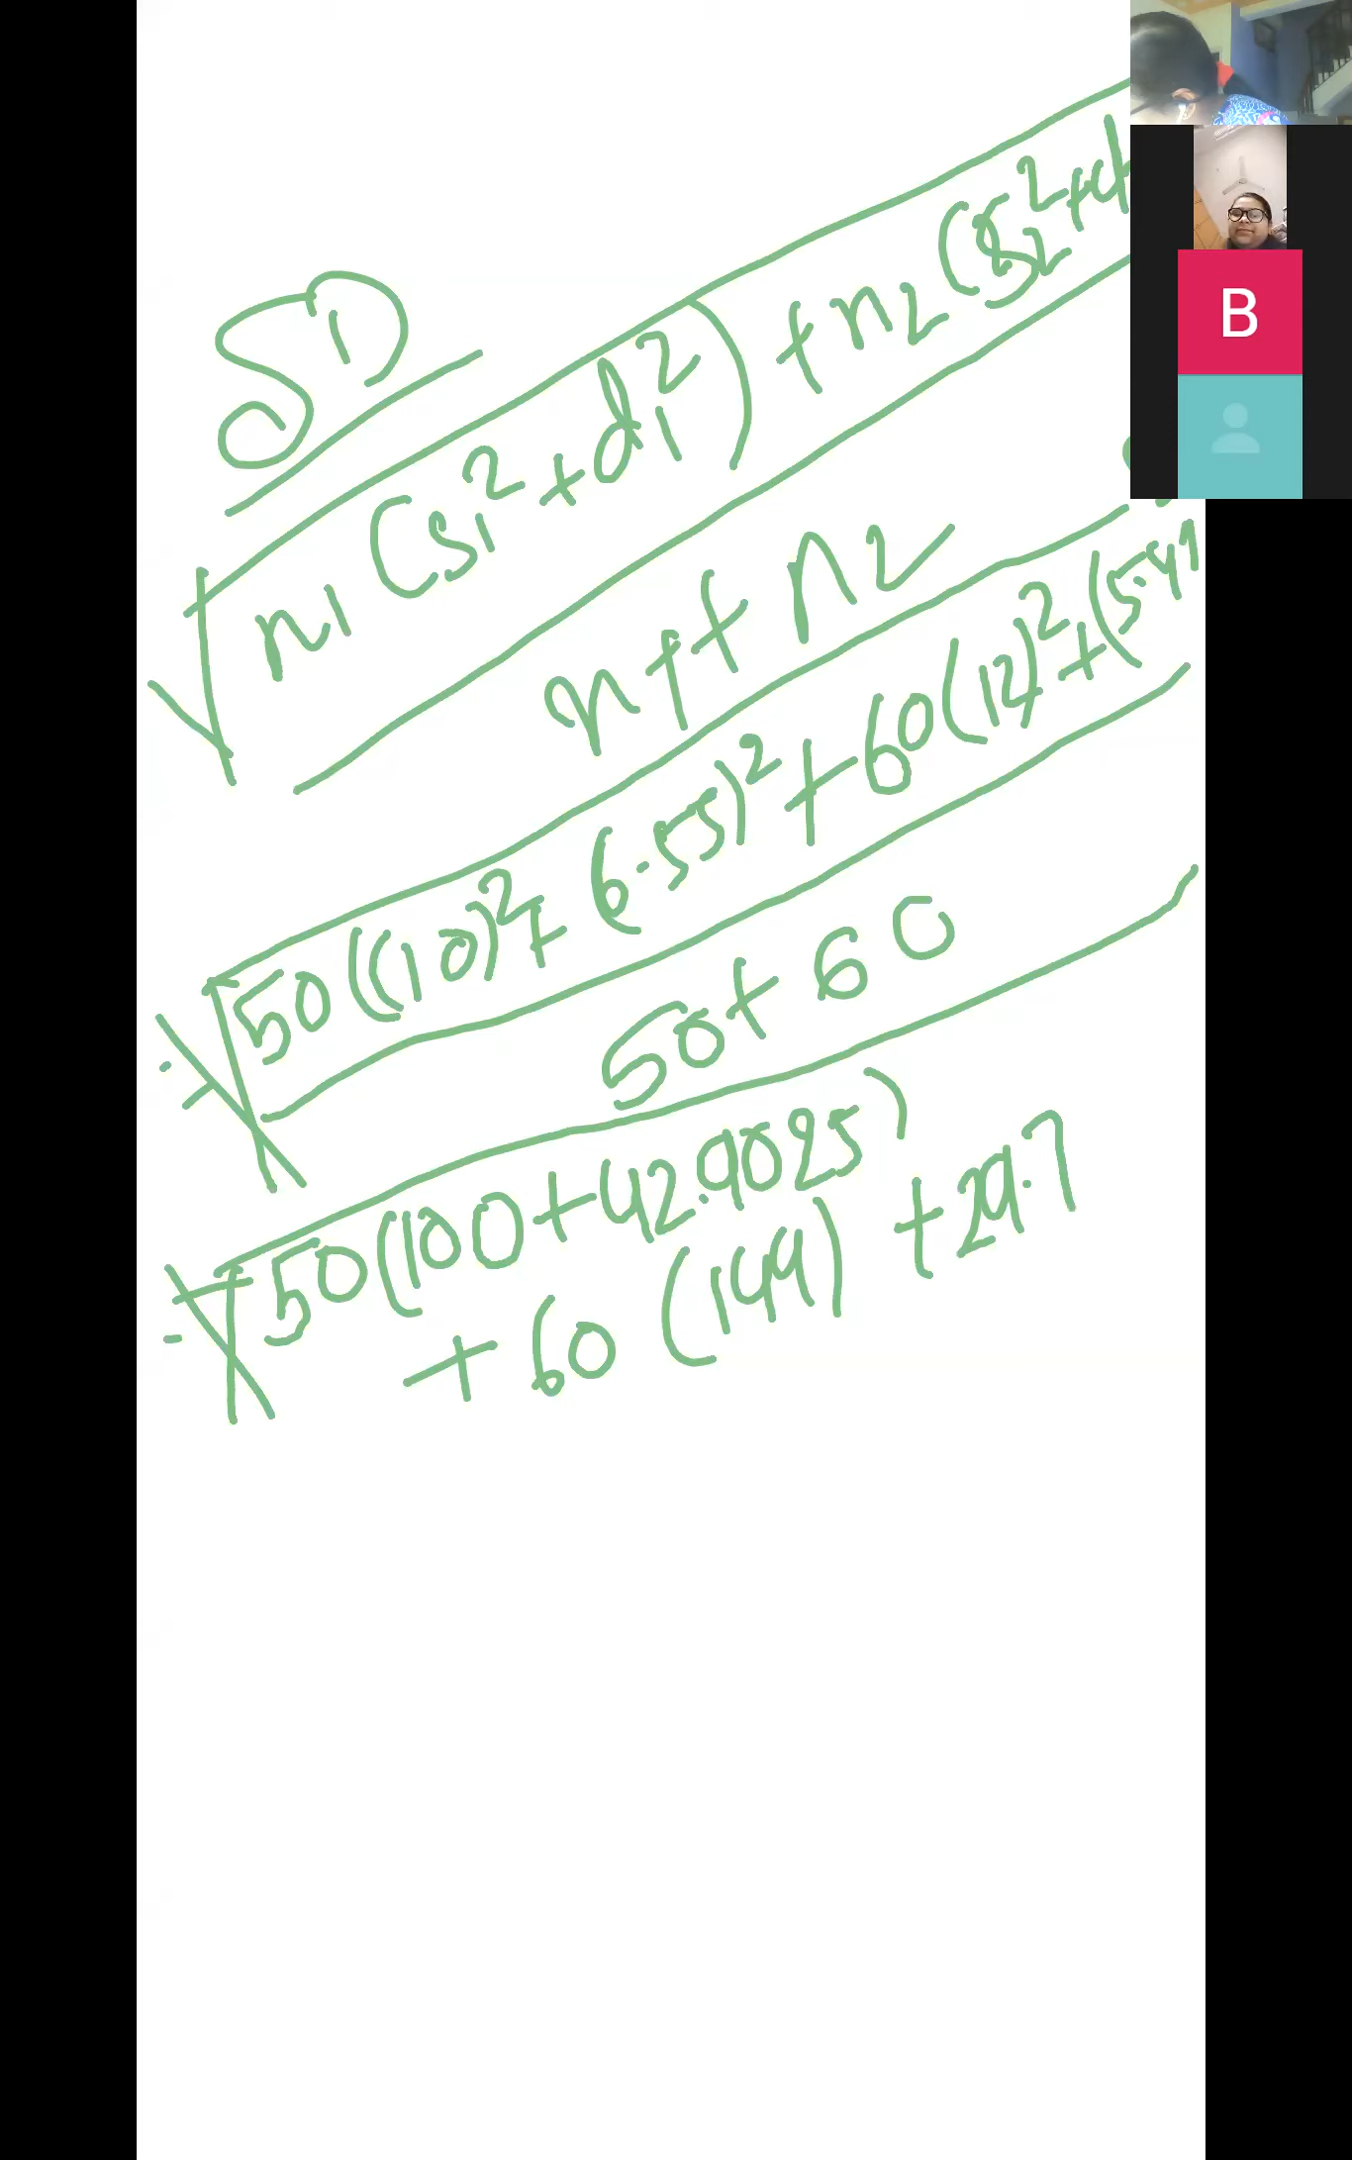 SD
√n1(s1²+d1²)+n2(s2²+d
n1+n2
=√50((10)²+(6.55)²+60(12)²+(5.41
50+60
=√50(100+42.9025)
+60(144)+29.7
B